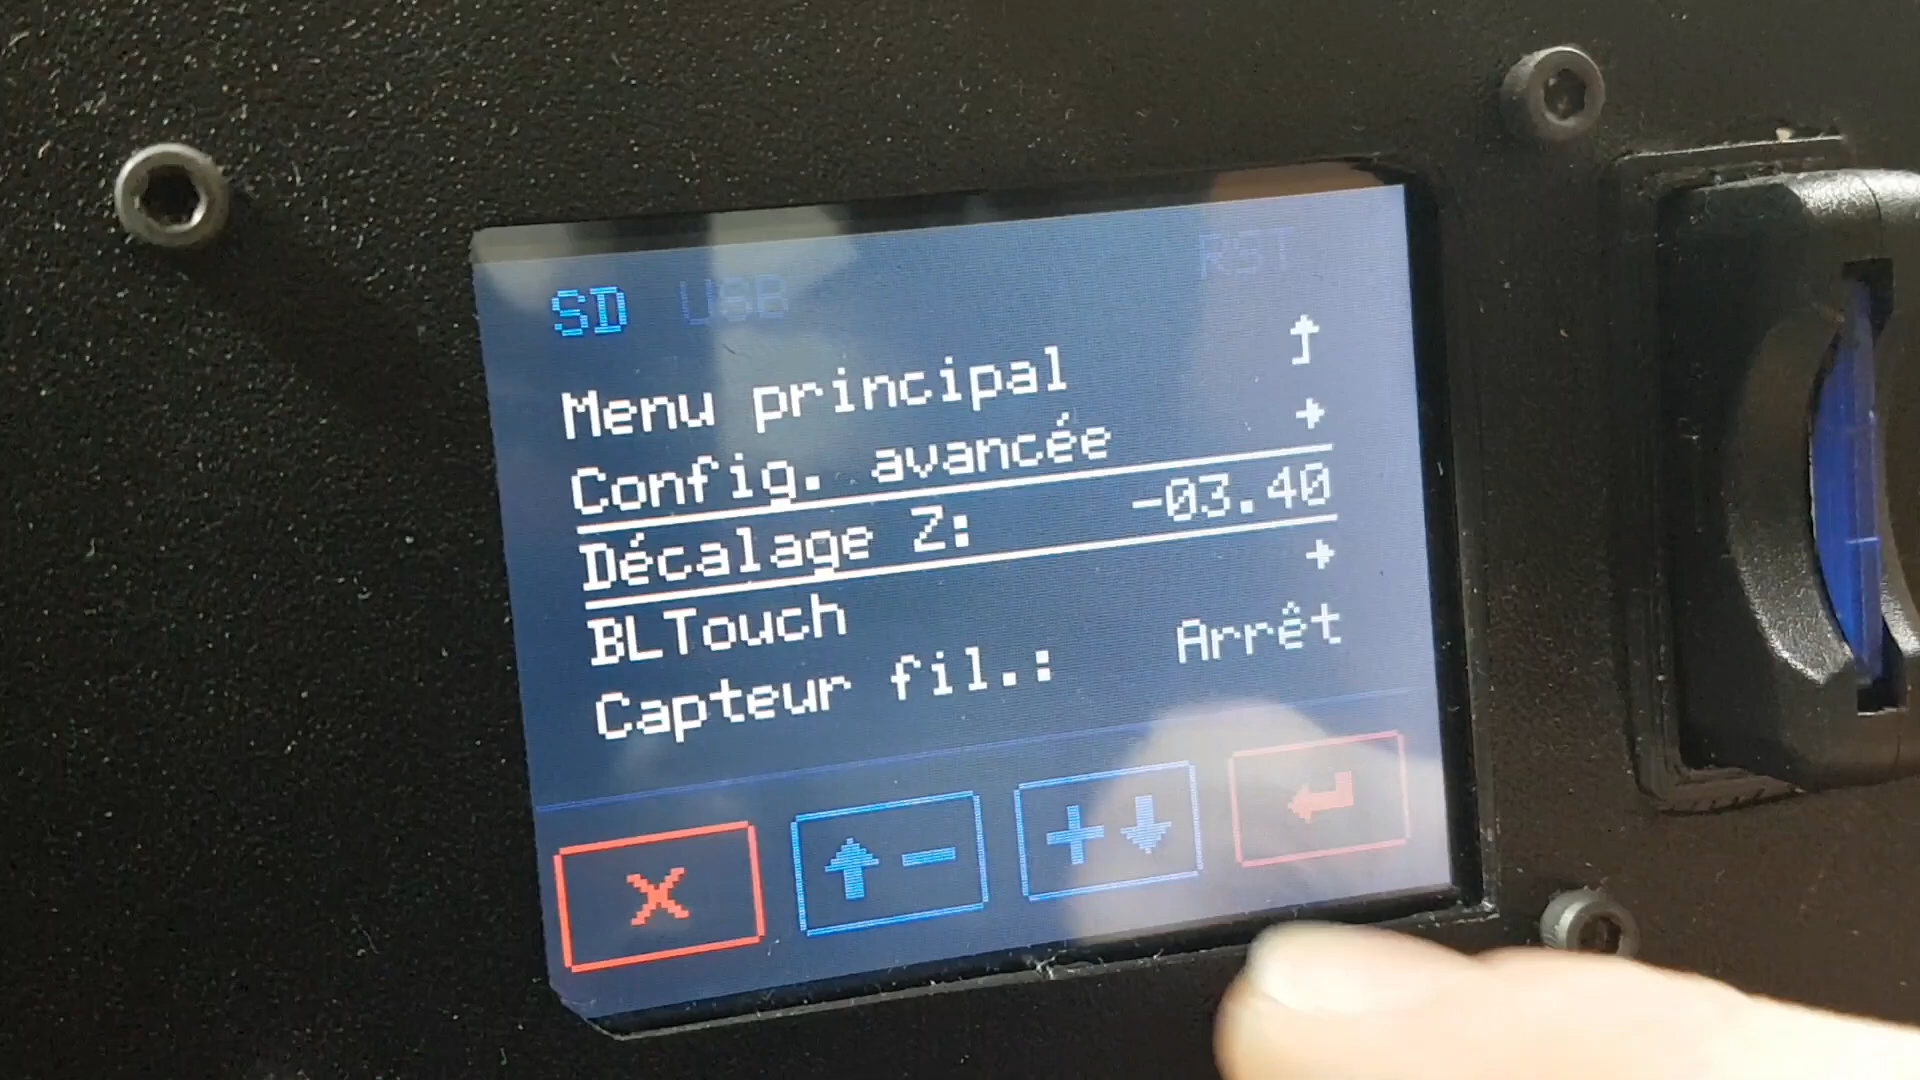 SD USB RST
Menu principal
Config. avancée
Décalage Z: -03.40
BLTouch
Capteur fil.: Arrêt
X - +